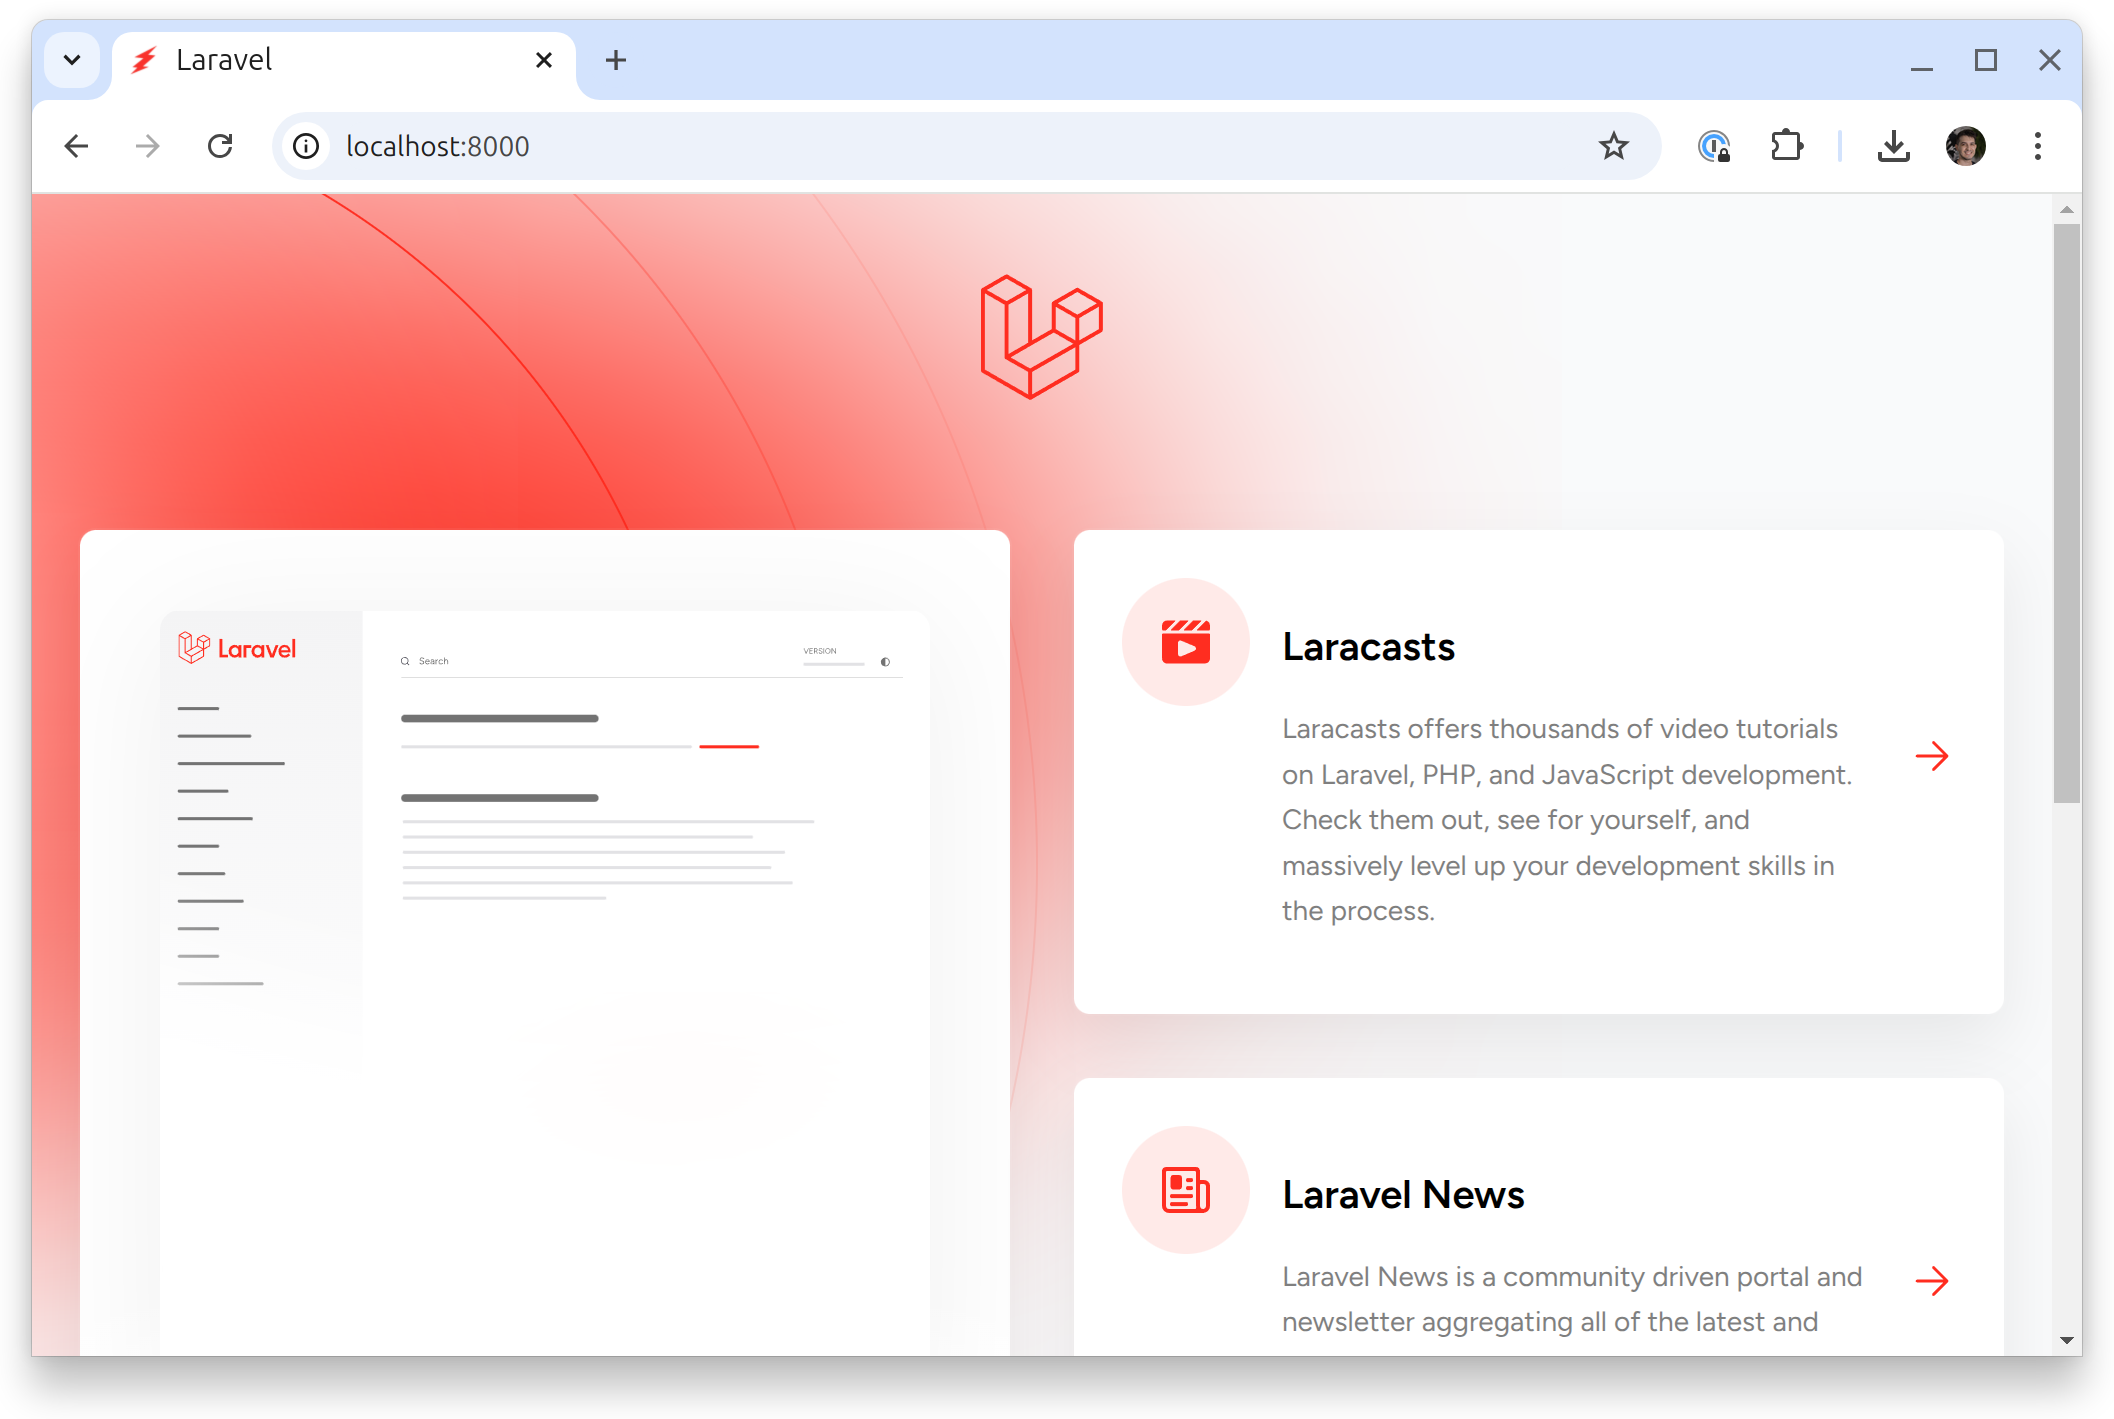 Laravel
localhost:8000
Laravel
Search
VERSION
Laracasts
Laracasts offers thousands of video tutorials
on Laravel, PHP, and JavaScript development.
Check them out, see for yourself, and
massively level up your development skills in
the process.
Laravel News
Laravel News is a community driven portal and
newsletter aggregating all of the latest and